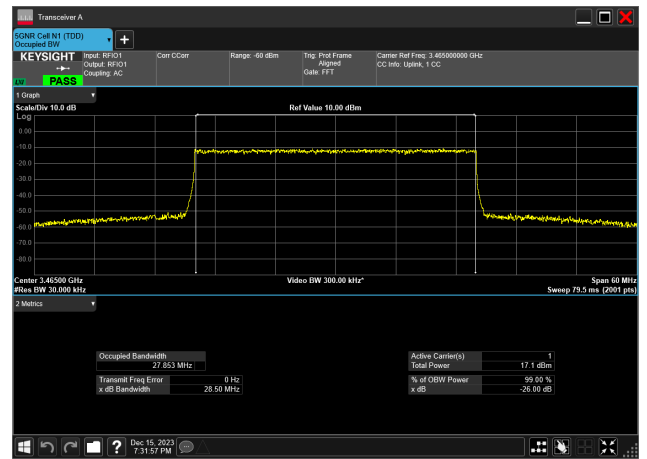 Transceiver A
5GNR Cell N1 (TDD)
Occupied BW
+
KEYSIGHT
Input: RFIO1
Output: RFIO1
Coupling: AC
Corr CCorr
Range: -60 dBm
Trig: Prot Frame
Aligned
Gate: FFT
Carrier Ref Freq: 3.465000000 GHz
CC Info: Uplink, 1 CC
PASS
1 Graph
Scale/Div 10.0 dB
Ref Value 10.00 dBm
Log
0.00
-10.0
-20.0
-30.0
-40.0
-50.0
-60.0
-70.0
-80.0
Center 3.46500 GHz
Video BW 300.00 kHz*
Span 60 MHz
#Res BW 30.000 kHz
Sweep 79.5 ms (2001 pts)
2 Metrics
Occupied Bandwidth
27.853 MHz
Active Carrier(s) 1
Total Power 17.1 dBm
Transmit Freq Error 0 Hz
x dB Bandwidth 28.50 MHz
% of OBW Power 99.00 %
x dB -26.00 dB
?
Dec 15, 2023
7:31:57 PM